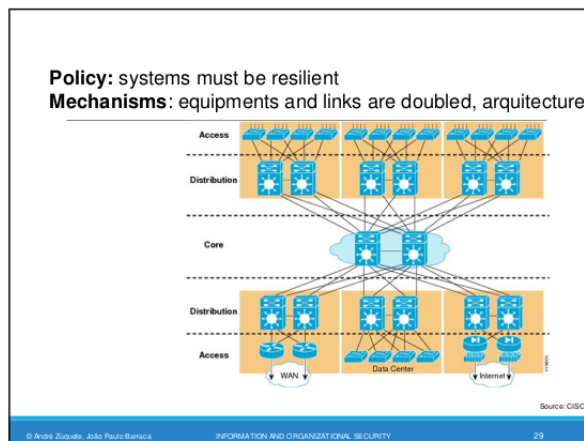 Policy: systems must be resilient
Mechanisms: equipments and links are doubled, arquitecture
Access
Distribution
Core
Distribution
Access
WAN
Data Center
Internet
Source: CISC
© André Zúquete, João Paulo Barraca
INFORMATION AND ORGANIZATIONAL SECURITY
29